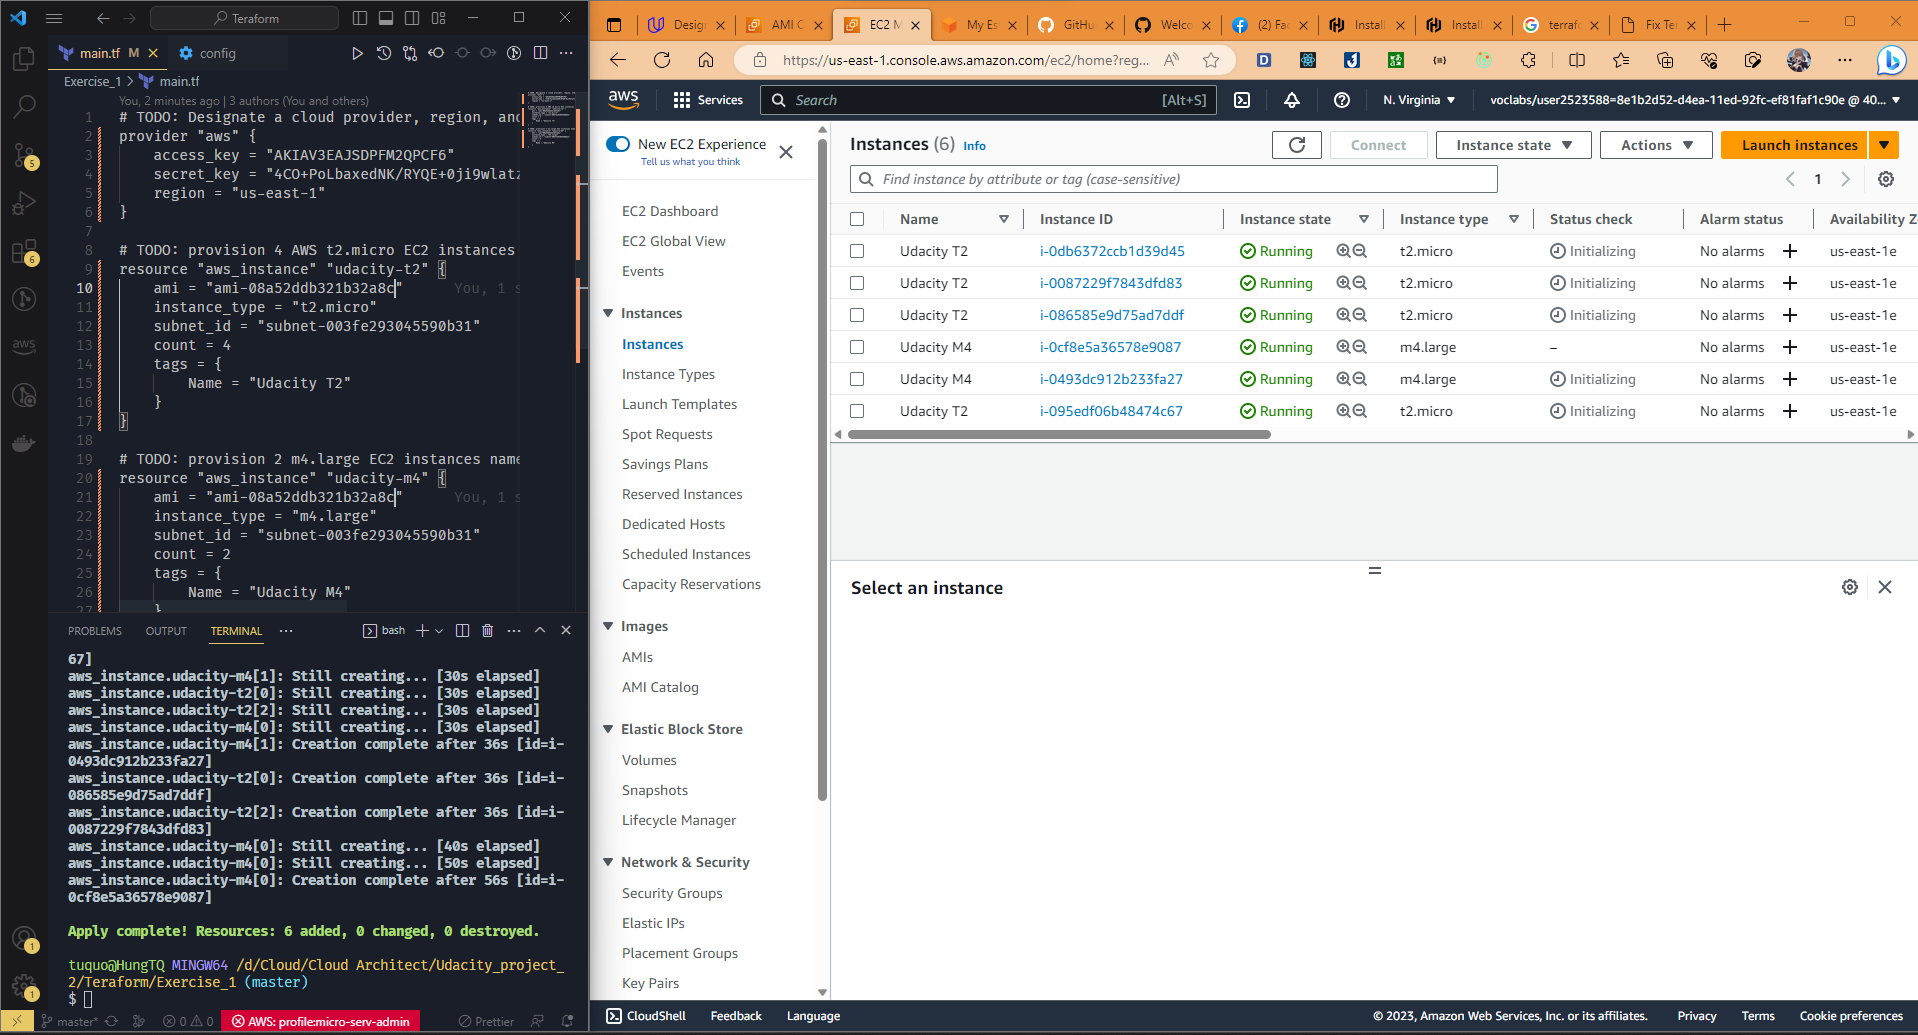 Terraform
main.tf M
config
Exercise_1 > main.tf
You, 2 minutes ago | 3 authors (You and others)
1 # TODO: Designate a cloud provider, region, and
2 provider "aws" {
3 access_key = "AKIAV3EAJSDPFM2QPCF6"
4 secret_key = "4CO+PoLbaxedNK/RYQE+0ji9wlatz
5 region = "us-east-1"
6 }
7
8 # TODO: provision 4 AWS t2.micro EC2 instances
9 resource "aws_instance" "udacity-t2" {
10 ami = "ami-08a52ddb321b32a8c" You, 1 s
11 instance_type = "t2.micro"
12 subnet_id = "subnet-003fe293045590b31"
13 count = 4
14 tags = {
15 Name = "Udacity T2"
16 }
17 }
18
19 # TODO: provision 2 m4.large EC2 instances name
20 resource "aws_instance" "udacity-m4" {
21 ami = "ami-08a52ddb321b32a8c" You, 1 s
22 instance_type = "m4.large"
23 subnet_id = "subnet-003fe293045590b31"
24 count = 2
25 tags = {
26 Name = "Udacity M4"
27 }
PROBLEMS OUTPUT TERMINAL ··· bash
67]
aws_instance.udacity-m4[1]: Still creating... [30s elapsed]
aws_instance.udacity-t2[0]: Still creating... [30s elapsed]
aws_instance.udacity-t2[2]: Still creating... [30s elapsed]
aws_instance.udacity-m4[0]: Still creating... [30s elapsed]
aws_instance.udacity-m4[1]: Creation complete after 36s [id=i-
0493dc912b233fa27]
aws_instance.udacity-t2[0]: Creation complete after 36s [id=i-
086585e9d75ad7ddf]
aws_instance.udacity-t2[2]: Creation complete after 36s [id=i-
0087229f7843dfd83]
aws_instance.udacity-m4[0]: Still creating... [40s elapsed]
aws_instance.udacity-m4[0]: Still creating... [50s elapsed]
aws_instance.udacity-m4[0]: Creation complete after 56s [id=i-
0cf8e5a36578e9087]
Apply complete! Resources: 6 added, 0 changed, 0 destroyed.
tuquo@HungTQ MINGW64 /d/Cloud/Cloud Architect/Udacity_project_
2/Terraform/Exercise_1 (master)
$
master* 0 0 AWS: profile:micro-serv-admin Prettier
5
6
aws
1
1
Design
AMI C
EC2 M
My Es
GitHu
Welco
(2) Fac
Install
Install
terraf
Fix Ter
https://us-east-1.console.aws.amazon.com/ec2/home?reg...
aws Services Search [Alt+S] N. Virginia voclabs/user2523588=8e1b2d52-d4ea-11ed-92fc-ef81faf1c90e @ 40...
New EC2 Experience
Tell us what you think
EC2 Dashboard
EC2 Global View
Events
Instances
Instances
Instance Types
Launch Templates
Spot Requests
Savings Plans
Reserved Instances
Dedicated Hosts
Scheduled Instances
Capacity Reservations
Images
AMIs
AMI Catalog
Elastic Block Store
Volumes
Snapshots
Lifecycle Manager
Network & Security
Security Groups
Elastic IPs
Placement Groups
Key Pairs
Instances (6) Info Connect Instance state Actions Launch instances
Find instance by attribute or tag (case-sensitive) 1
Name Instance ID Instance state Instance type Status check Alarm status Availability Z
Udacity T2 i-0db6372ccb1d39d45 Running t2.micro Initializing No alarms + us-east-1e
Udacity T2 i-0087229f7843dfd83 Running t2.micro Initializing No alarms + us-east-1e
Udacity T2 i-086585e9d75ad7ddf Running t2.micro Initializing No alarms + us-east-1e
Udacity M4 i-0cf8e5a36578e9087 Running m4.large – No alarms + us-east-1e
Udacity M4 i-0493dc912b233fa27 Running m4.large Initializing No alarms + us-east-1e
Udacity T2 i-095edf06b48474c67 Running t2.micro Initializing No alarms + us-east-1e
Select an instance
CloudShell Feedback Language © 2023, Amazon Web Services, Inc. or its affiliates. Privacy Terms Cookie preferences